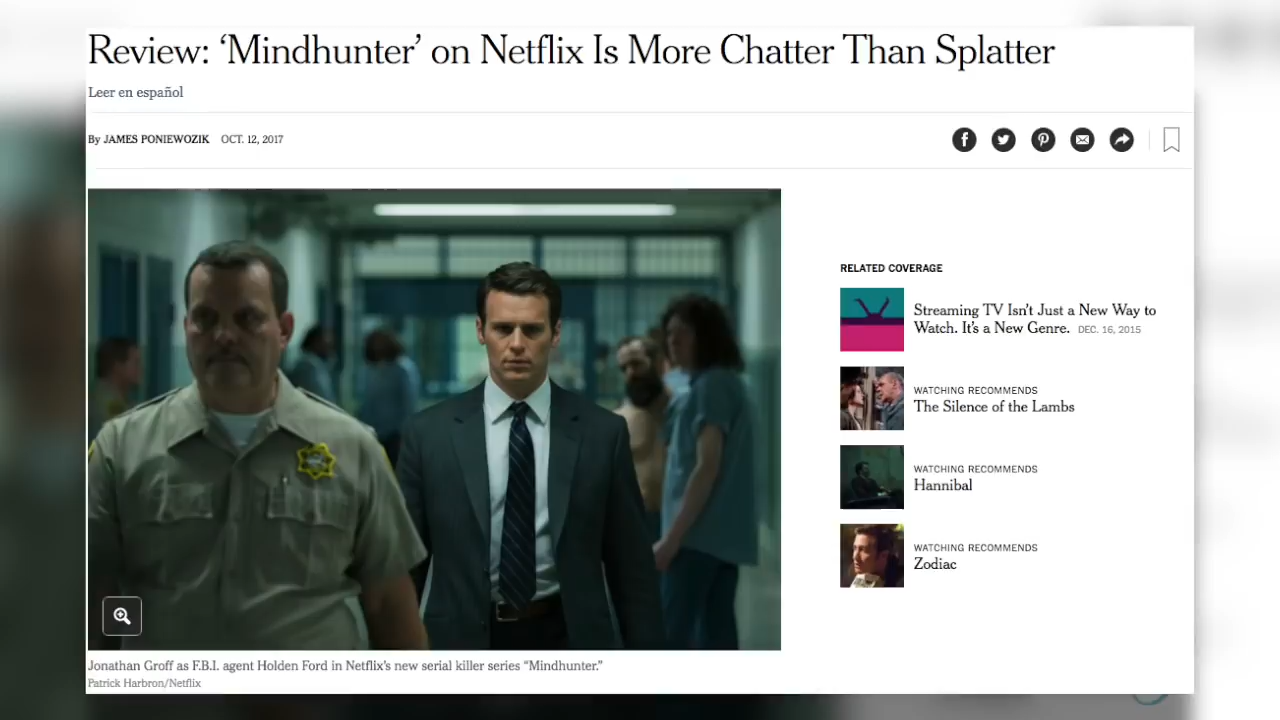 Review: ‘Mindhunter’ on Netflix Is More Chatter Than Splatter
Leer en español
By JAMES PONIEWOZIK OCT. 12, 2017
RELATED COVERAGE
Streaming TV Isn’t Just a New Way to
Watch. It’s a New Genre. DEC. 16, 2015
WATCHING RECOMMENDS
The Silence of the Lambs
WATCHING RECOMMENDS
Hannibal
WATCHING RECOMMENDS
Zodiac
Jonathan Groff as F.B.I. agent Holden Ford in Netflix’s new serial killer series “Mindhunter.”
Patrick Harbron/Netflix